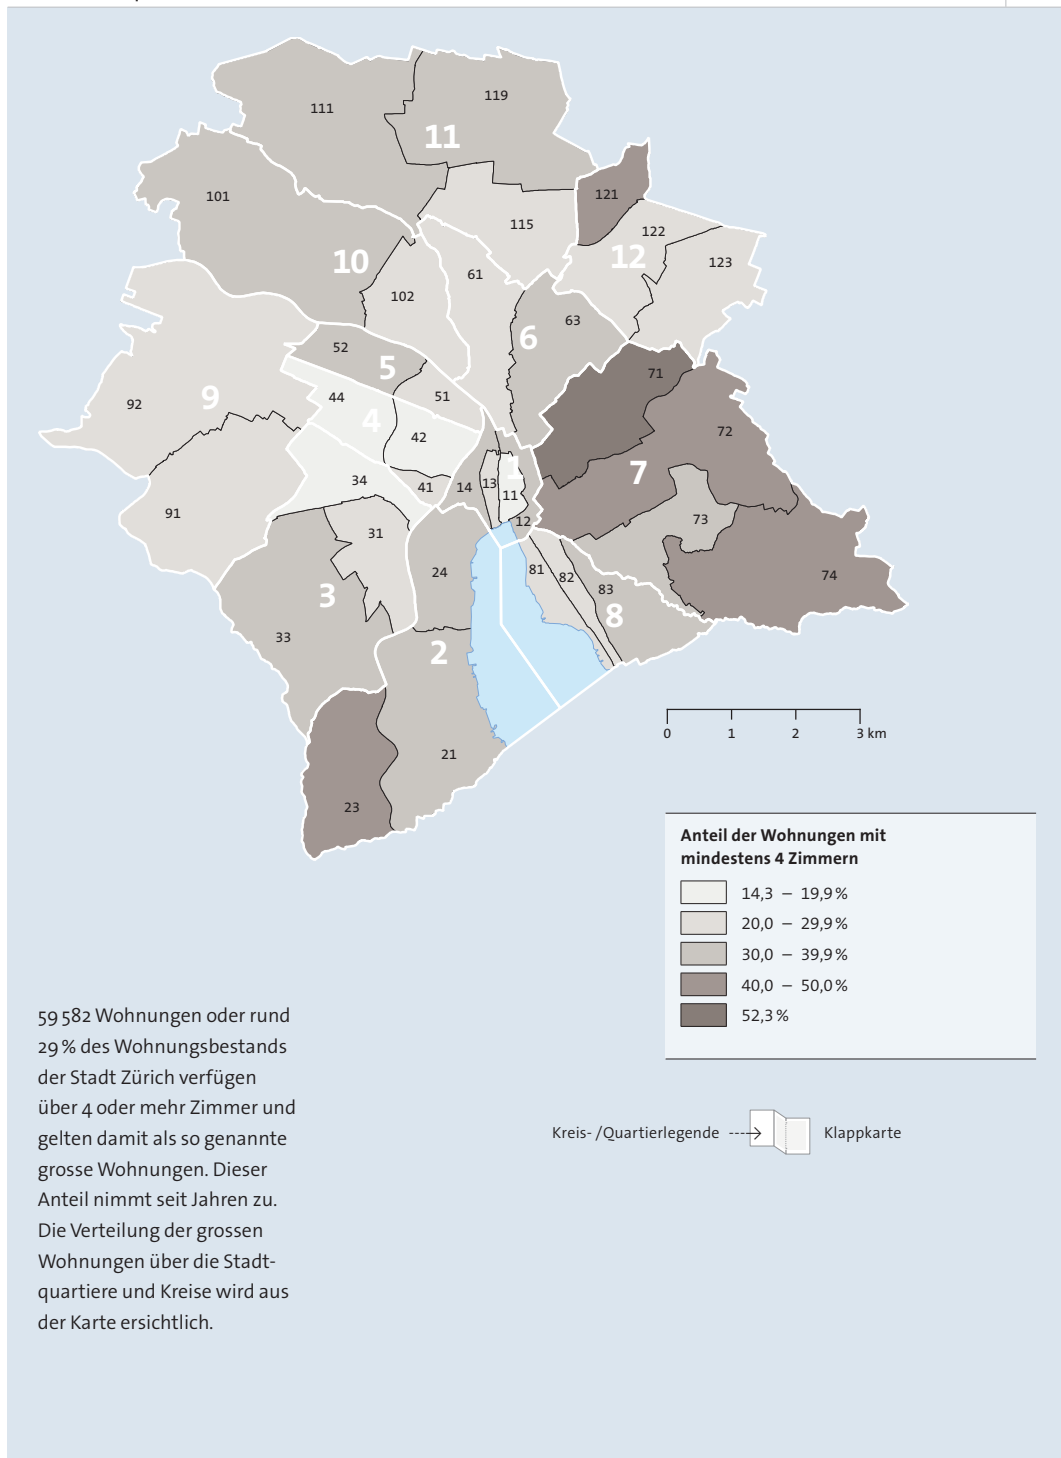 111
119
11
101
121
115
122
12
123
10
61
102
63
6
52
5
71
9
92
44
51
4
42
72
1
7
34
41
14
13
11
12
73
91
31
24
81
82
83
74
3
8
33
2
21
23
0 1 2 3 km
Anteil der Wohnungen mit
mindestens 4 Zimmern
14,3 – 19,9 %
20,0 – 29,9 %
30,0 – 39,9 %
40,0 – 50,0 %
52,3 %
59 582 Wohnungen oder rund
29 % des Wohnungsbestands
der Stadt Zürich verfügen
über 4 oder mehr Zimmer und
gelten damit als so genannte
grosse Wohnungen. Dieser
Anteil nimmt seit Jahren zu.
Die Verteilung der grossen
Wohnungen über die Stadt-
quartiere und Kreise wird aus
der Karte ersichtlich.
Kreis- /Quartierlegende Klappkarte